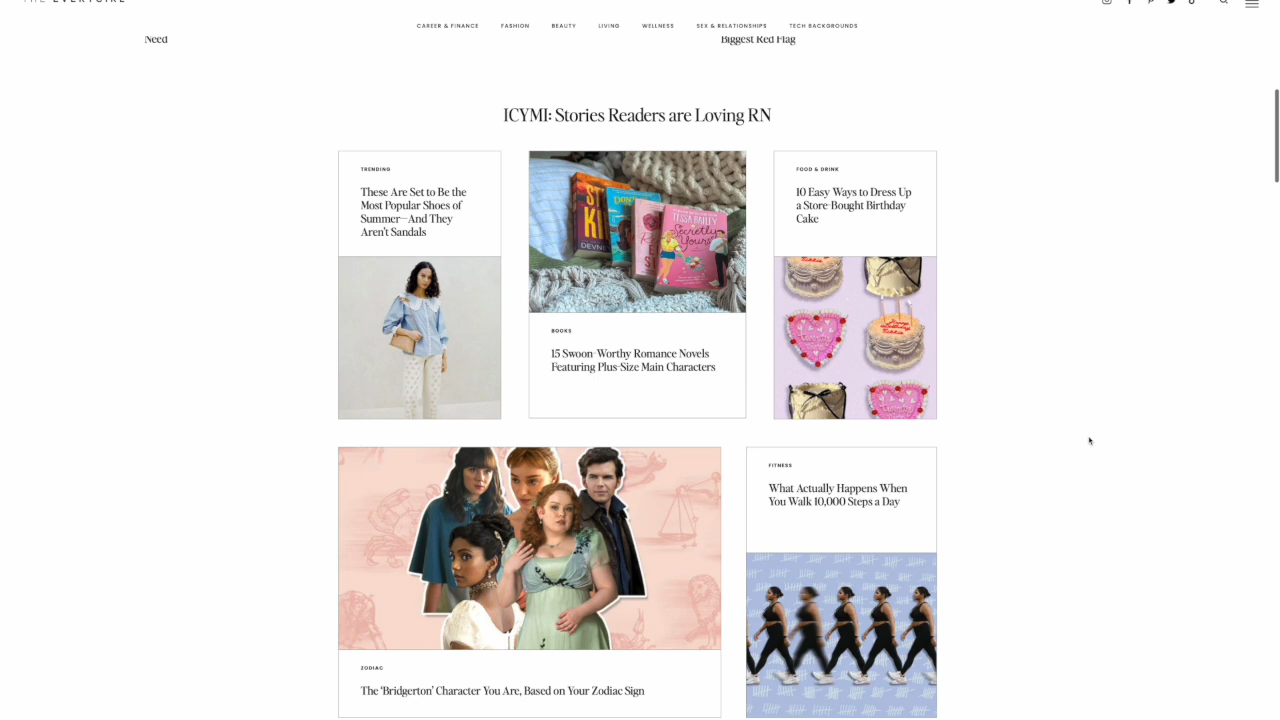 THE EVERYGIRL
CAREER & FINANCE FASHION BEAUTY LIVING WELLNESS SEX & RELATIONSHIPS TECH BACKGROUNDS
Need
Biggest Red Flag
ICYMI: Stories Readers are Loving RN
TRENDING
These Are Set to Be the
Most Popular Shoes of
Summer—And They
Aren't Sandals
TESSA BAILEY
Secretly
Yours
DEVNEY
BOOKS
15 Swoon-Worthy Romance Novels
Featuring Plus-Size Main Characters
FOOD & DRINK
10 Easy Ways to Dress Up
a Store-Bought Birthday
Cake
ZODIAC
The ‘Bridgerton’ Character You Are, Based on Your Zodiac Sign
FITNESS
What Actually Happens When
You Walk 10,000 Steps a Day